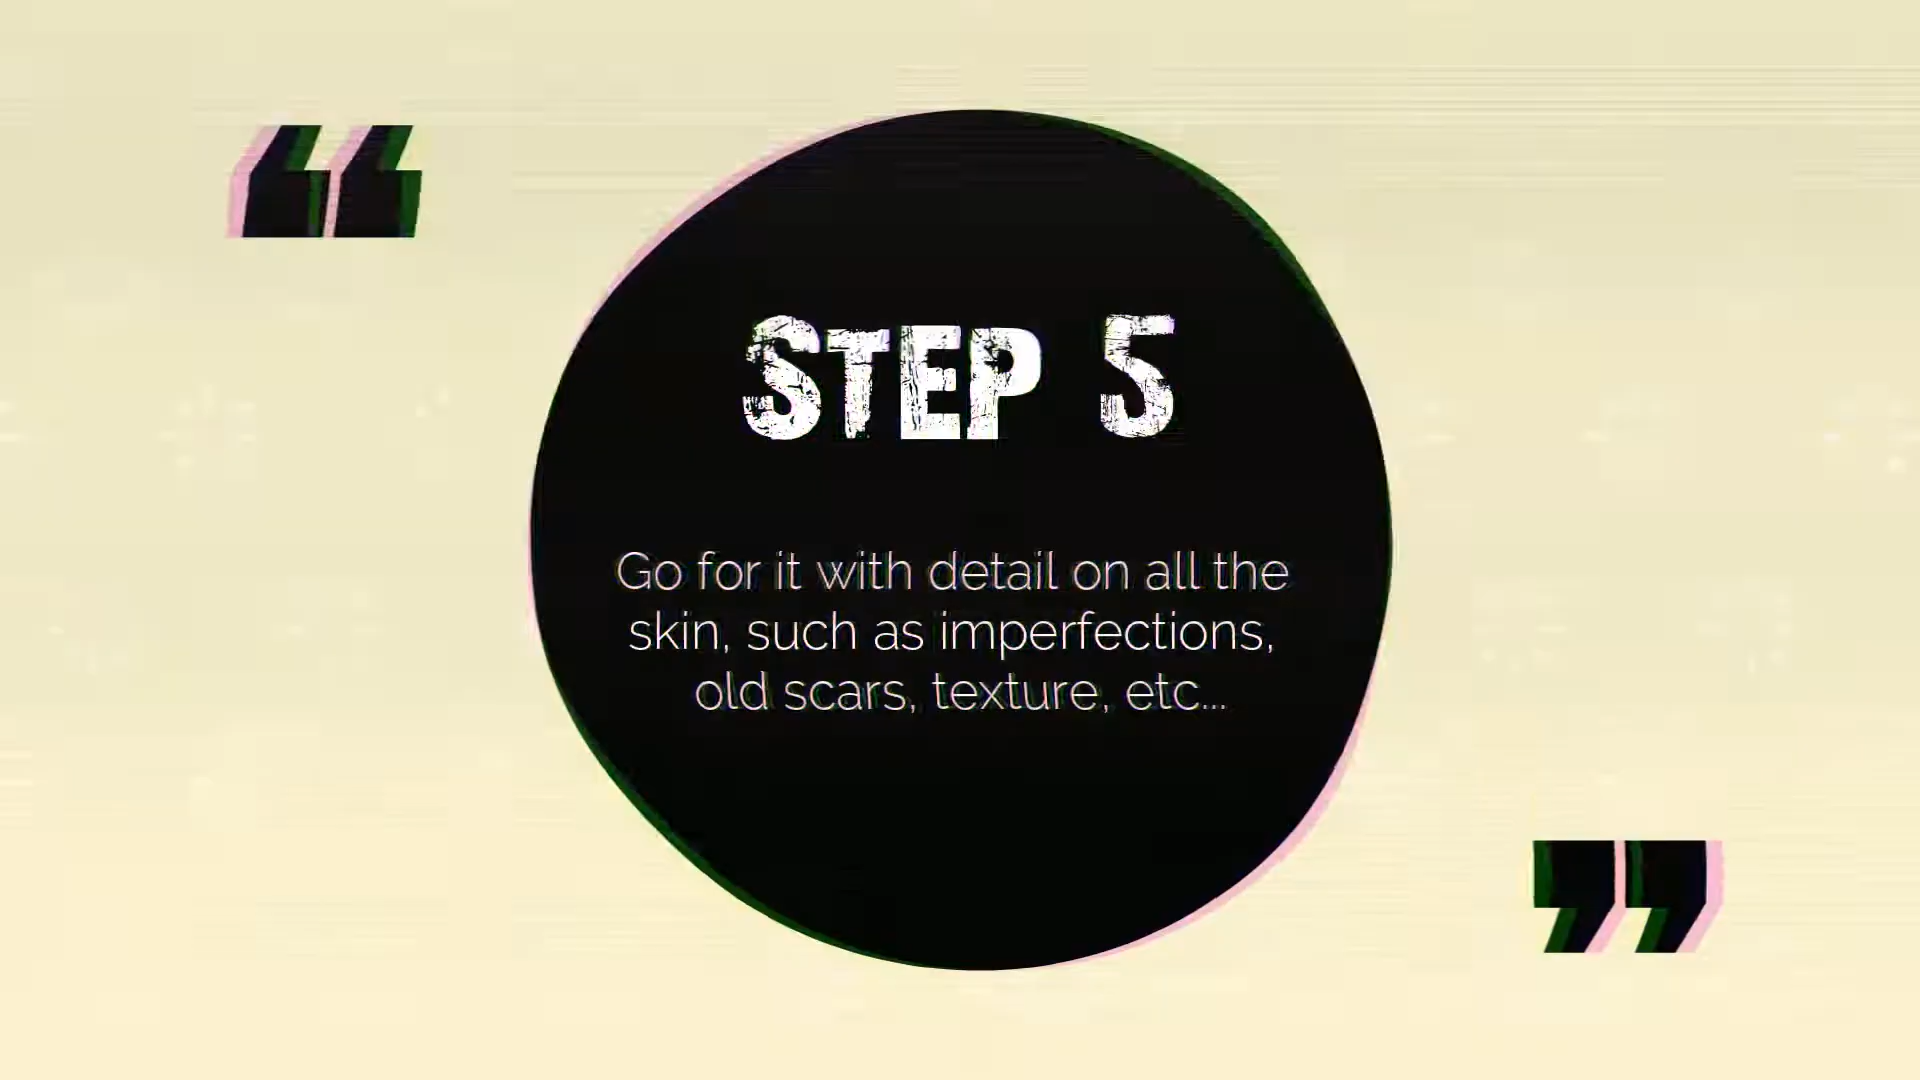 “
STEP 5
Go for it with detail on all the
skin, such as imperfections,
old scars, texture, etc...
”